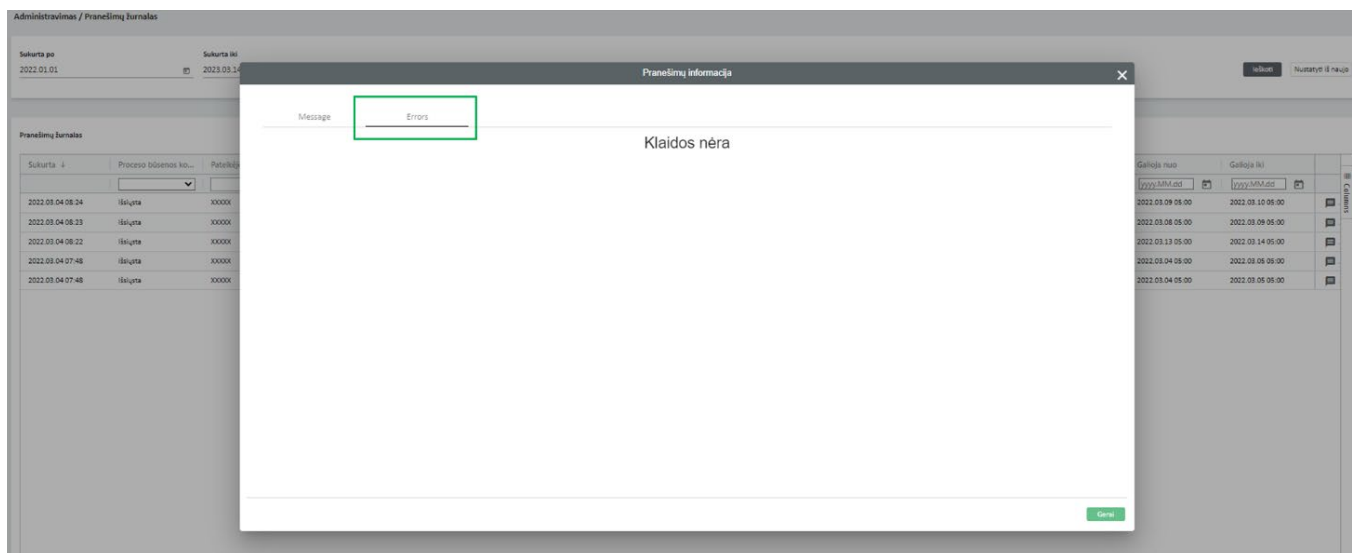 Administravimas / Pranešimų žurnalas
Sukurta po
Sukurta iki
2022.01.01
2023.03.14
Ieškoti
Nustatyti iš naujo
Pranešimų informacija
Message
Errors
Klaidos nėra
Pranešimų žurnalas
Sukurta ↓
Proceso būsenos ko...
Galioja nuo
Galioja iki
yyyy.MM.dd
yyyy.MM.dd
Columns
2022.03.04 08:24 Išsiųsta XXXXX 2022.03.09 05:00 2022.03.10 05:00
2022.03.04 08:23 Išsiųsta XXXXX 2022.03.08 05:00 2022.03.09 05:00
2022.03.04 08:22 Išsiųsta XXXXX 2022.03.13 05:00 2022.03.14 05:00
2022.03.04 07:48 Išsiųsta XXXXX 2022.03.04 05:00 2022.03.05 05:00
2022.03.04 07:48 Išsiųsta XXXXX 2022.03.04 05:00 2022.03.05 05:00
Gerai